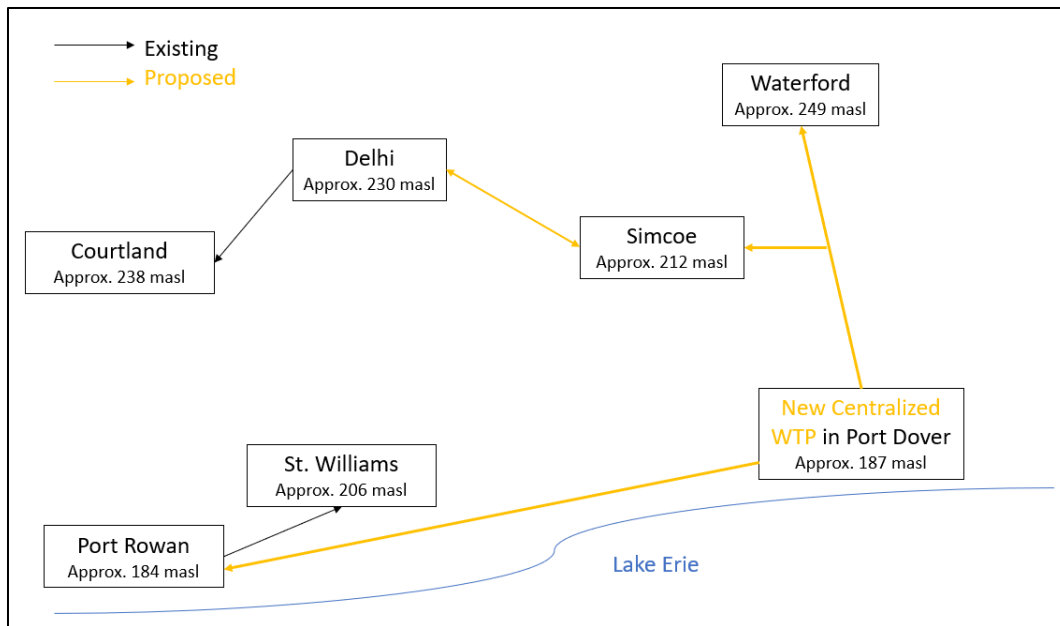 Existing
Proposed
Waterford
Approx. 249 masl
Delhi
Approx. 230 masl
Simcoe
Approx. 212 masl
Courtland
Approx. 238 masl
New Centralized
WTP in Port Dover
Approx. 187 masl
St. Williams
Approx. 206 masl
Port Rowan
Approx. 184 masl
Lake Erie